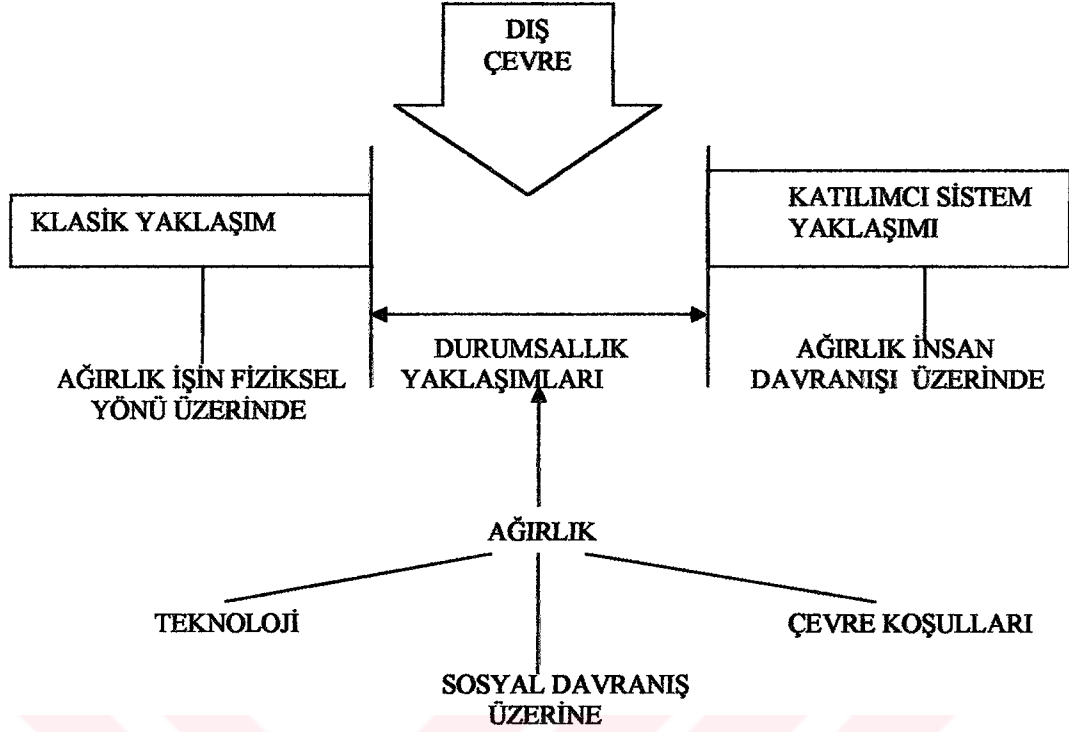 DIŞ
ÇEVRE
KLASİK YAKLAŞIM
KATILIMCI SİSTEM
YAKLAŞIMI
DURUMSALLIK
YAKLAŞIMLARI
AĞIRLIK İŞİN FİZİKSEL
YÖNÜ ÜZERİNDE
AĞIRLIK İNSAN
DAVRANIŞI ÜZERİNDE
AĞIRLIK
TEKNOLOJİ
ÇEVRE KOŞULLARI
SOSYAL DAVRANIŞ
ÜZERİNE